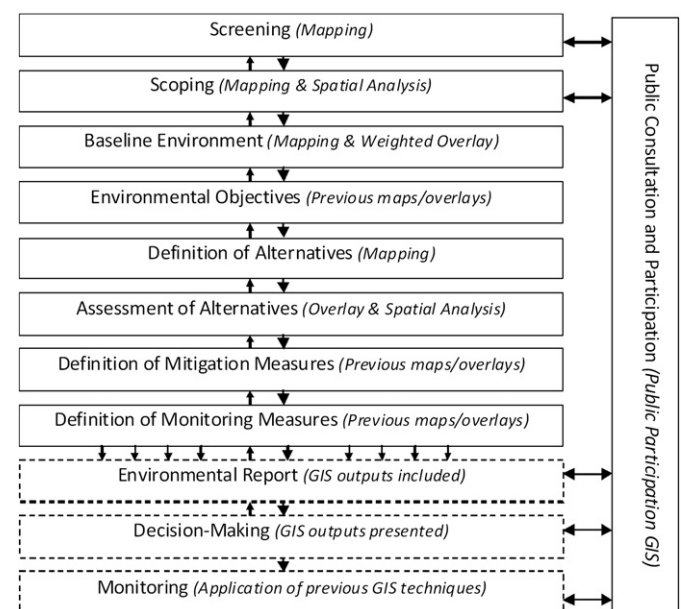 Screening (Mapping)
Scoping (Mapping & Spatial Analysis)
Baseline Environment (Mapping & Weighted Overlay)
Environmental Objectives (Previous maps/overlays)
Definition of Alternatives (Mapping)
Assessment of Alternatives (Overlay & Spatial Analysis)
Definition of Mitigation Measures (Previous maps/overlays)
Definition of Monitoring Measures (Previous maps/overlays)
Environmental Report (GIS outputs included)
Decision-Making (GIS outputs presented)
Monitoring (Application of previous GIS techniques)
Public Consultation and Participation (Public Participation GIS)